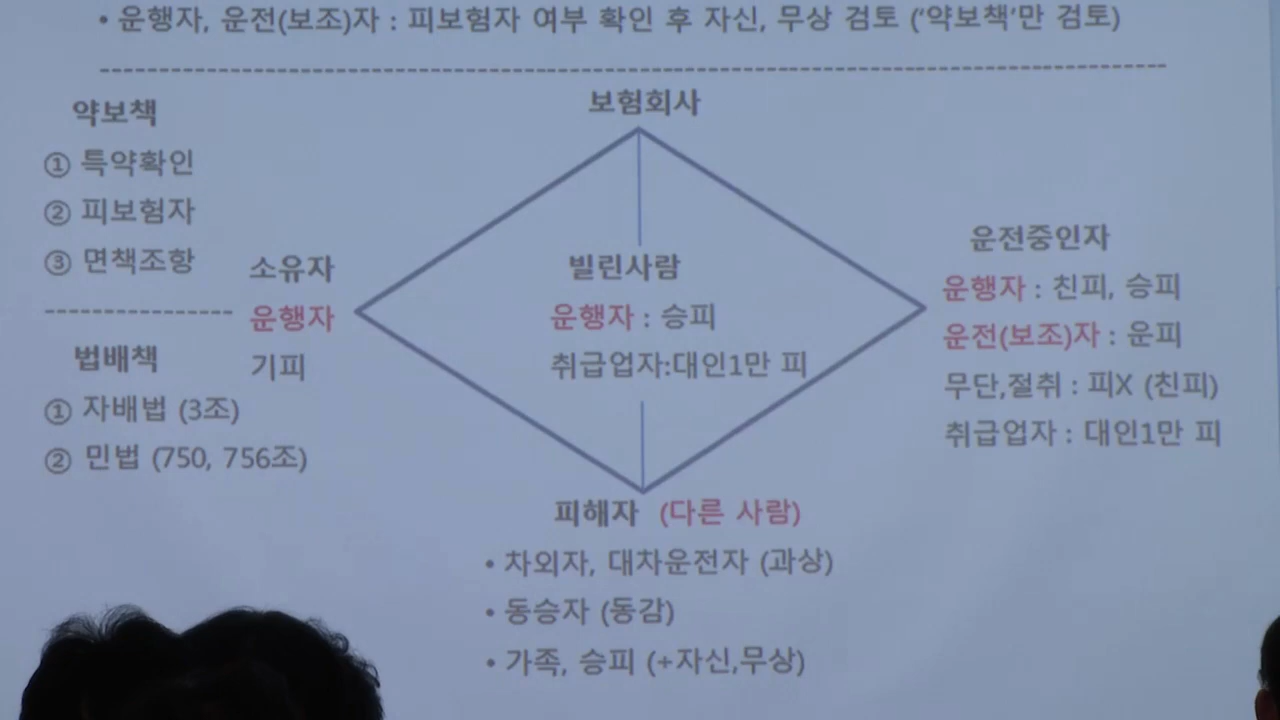 • 운행자, 운전(보조)자 : 피보험자 여부 확인 후 자신, 무상 검토 ('약보책'만 검토)
약보책
① 특약확인
② 피보험자
③ 면책조항
법배책
① 자배법 (3조)
② 민법 (750, 756조)
보험회사
소유자
운행자
기피
빌린사람
운행자 : 승피
취급업자:대인1만 피
운전중인자
운행자 : 친피, 승피
운전(보조)자 : 운피
무단,절취 : 피X (친피)
취급업자 : 대인1만 피
피해자 (다른 사람)
• 차외자, 대차운전자 (과상)
• 동승자 (동감)
• 가족, 승피 (+자신,무상)